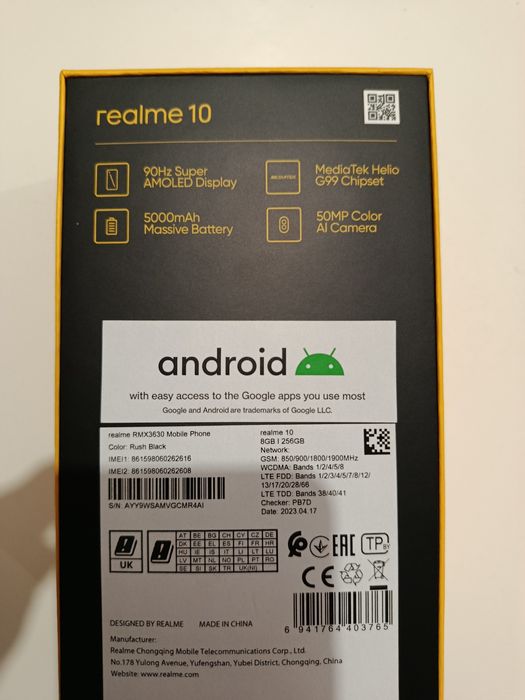 realme 10
90Hz Super
AMOLED Display
MEDIATEK
MediaTek Helio
G99 Chipset
5000mAh
Massive Battery
50MP Color
AI Camera
android
with easy access to the Google apps you use most
Google and Android are trademarks of Google LLC.
realme RMX3630 Mobile Phone
Color: Rush Black
IMEI1: 861598060262616
IMEI2: 861598060262608
S/N: AYY9WSAMVGCMR4AI
realme 10
8GB | 256GB
Network:
GSM: 850/900/1800/1900MHz
WCDMA: Bands 1/2/4/5/8
LTE FDD: Bands 1/2/3/4/5/7/8/12/
13/17/20/28/66
LTE TDD: Bands 38/40/41
Checker: PB7D
Date: 2023.04.17
UK
AT BE BG CH CY CZ DE
DK EE EL ES FI FR HR
HU IE IS IT LI LT LU
LV MT NL NO PL PT RO
SE SI SK TR UK(NI)
EAC TP BY
CE
DESIGNED BY REALME MADE IN CHINA
6 941764 403765
Manufacturer:
Realme Chongqing Mobile Telecommunications Corp., Ltd.
No.178 Yulong Avenue, Yufengshan, Yubei District, Chongqing, China
Website: www.realme.com